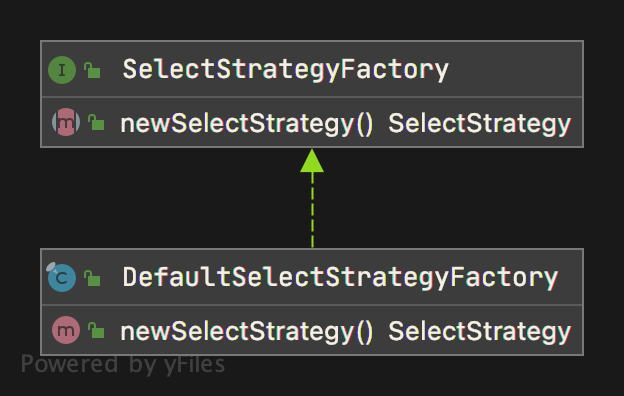 I SelectStrategyFactory
m newSelectStrategy() SelectStrategy
C DefaultSelectStrategyFactory
m newSelectStrategy() SelectStrategy
Powered by yFiles